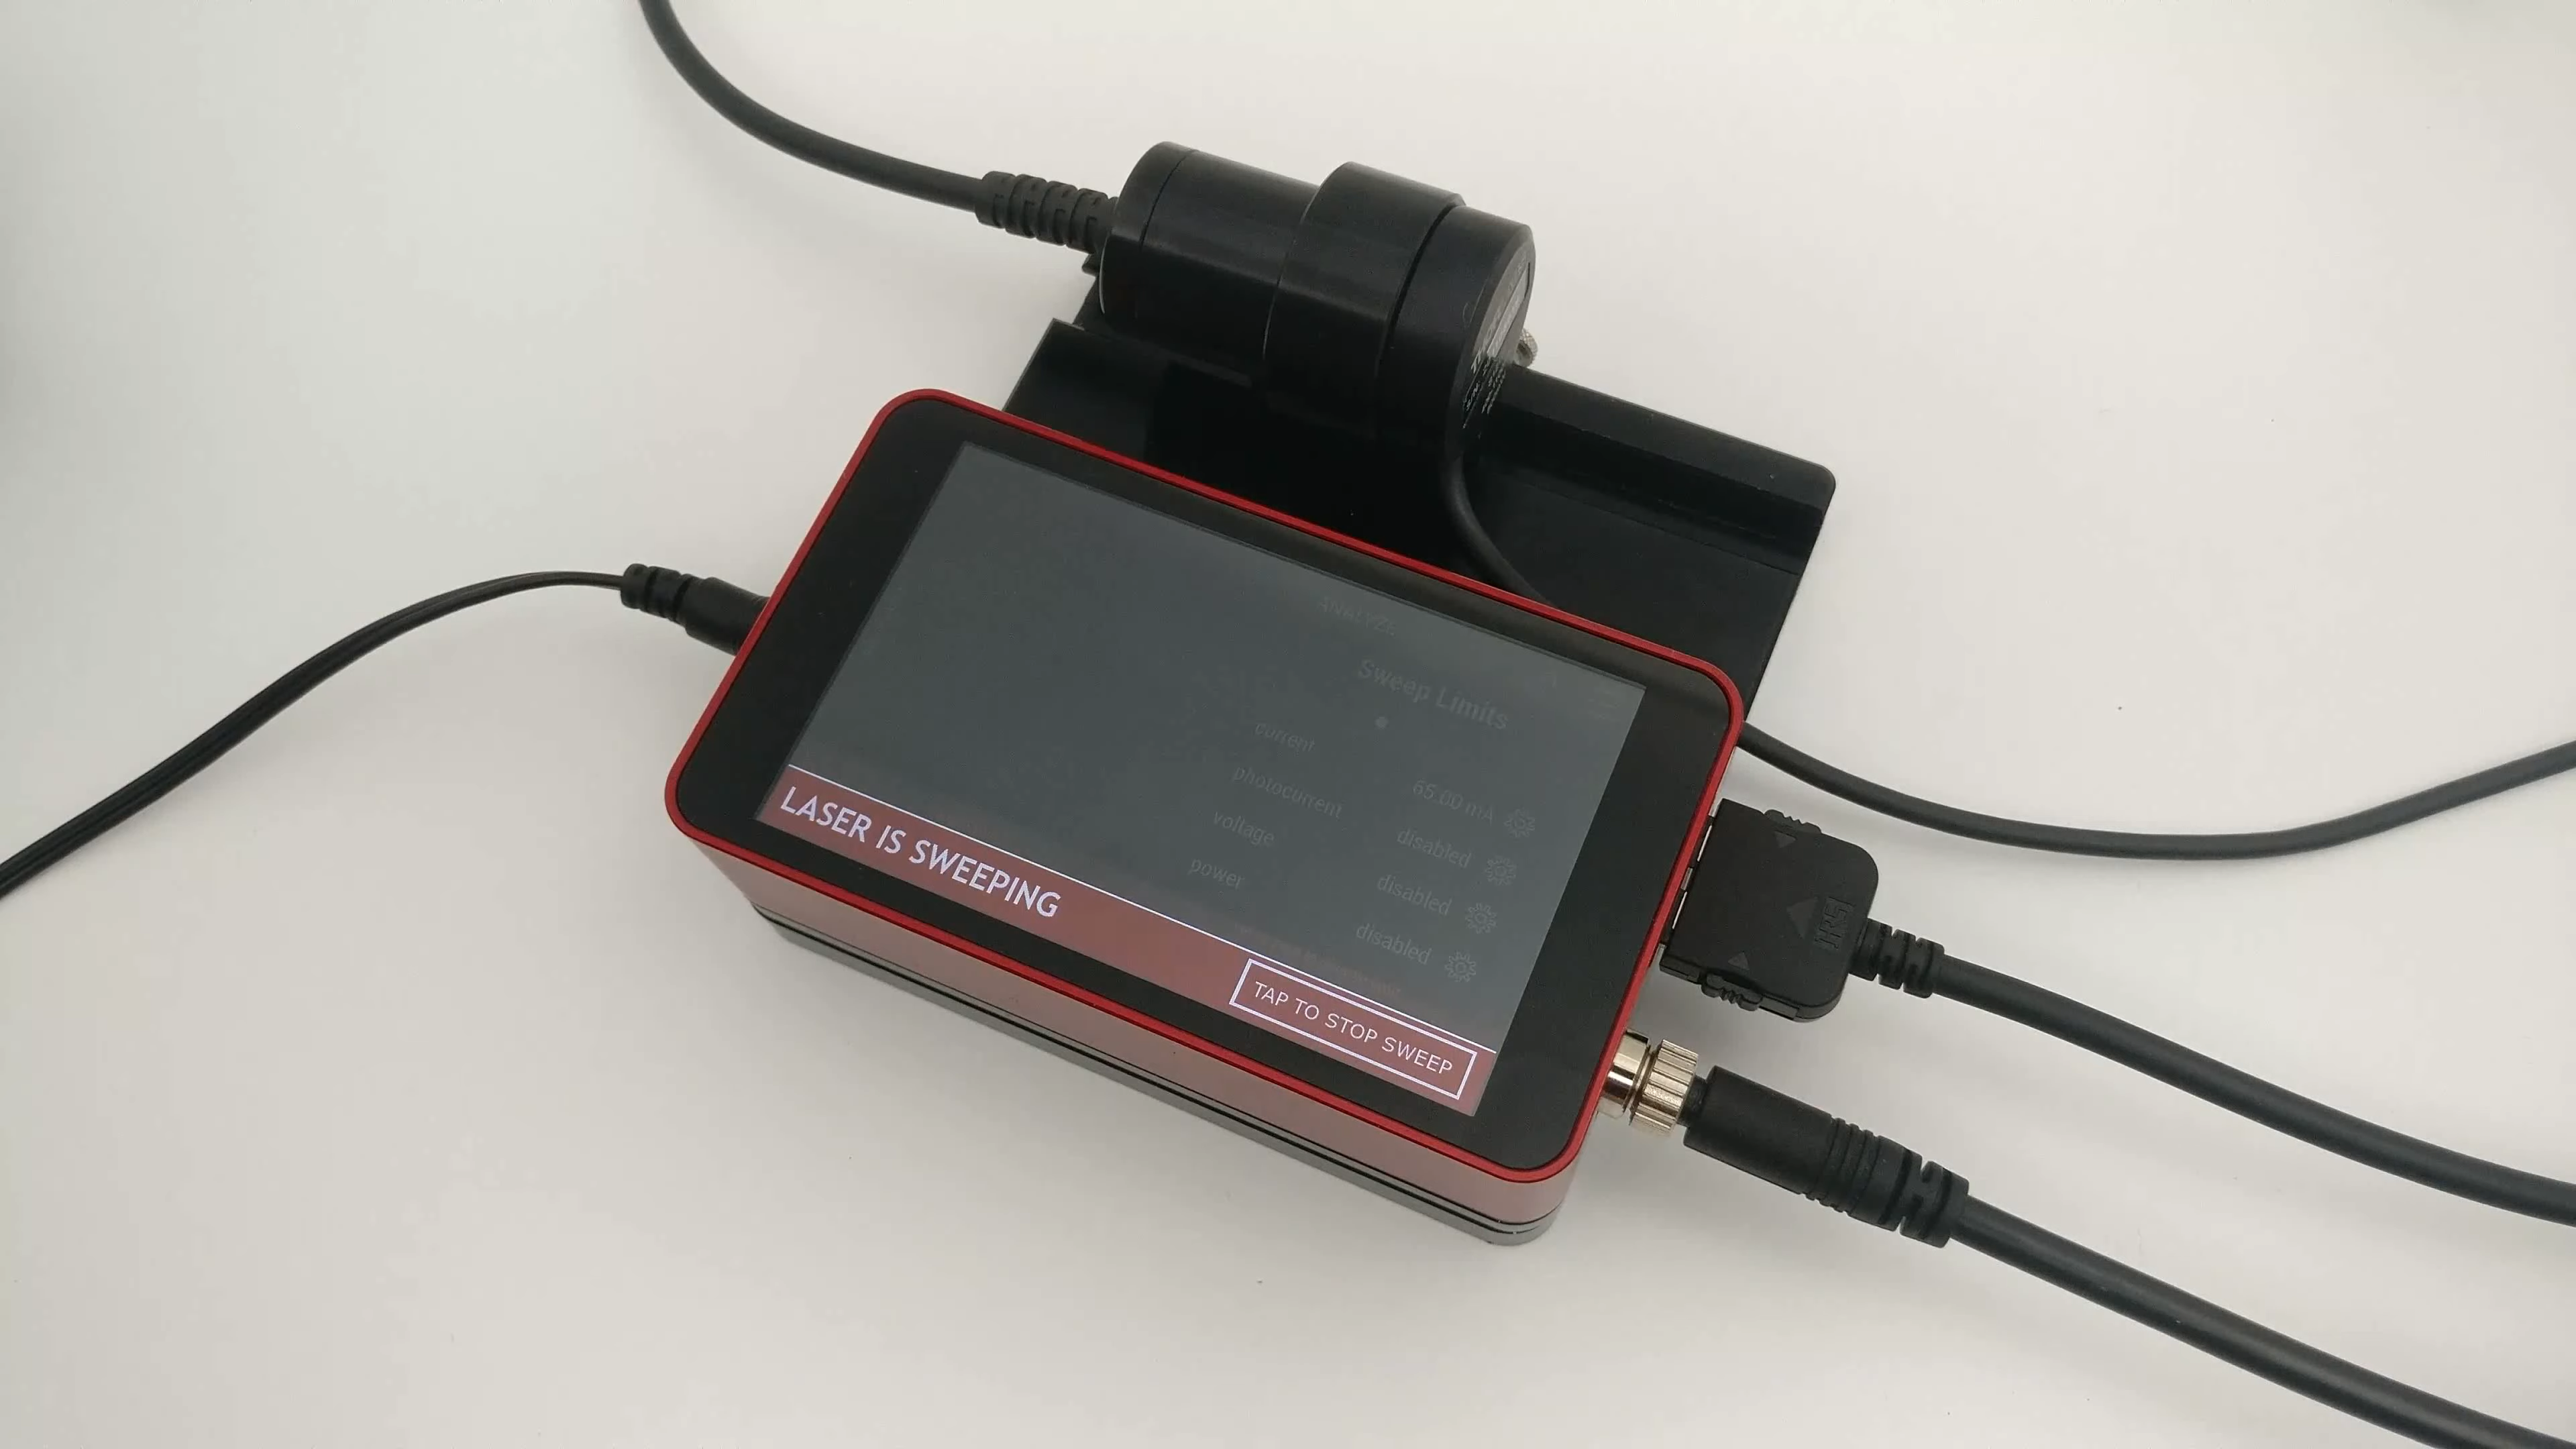 ANALYZE
Sweep Limits
current 65.00 mA
photocurrent disabled
voltage disabled
power disabled
LASER IS SWEEPING
TAP TO STOP SWEEP
HRS